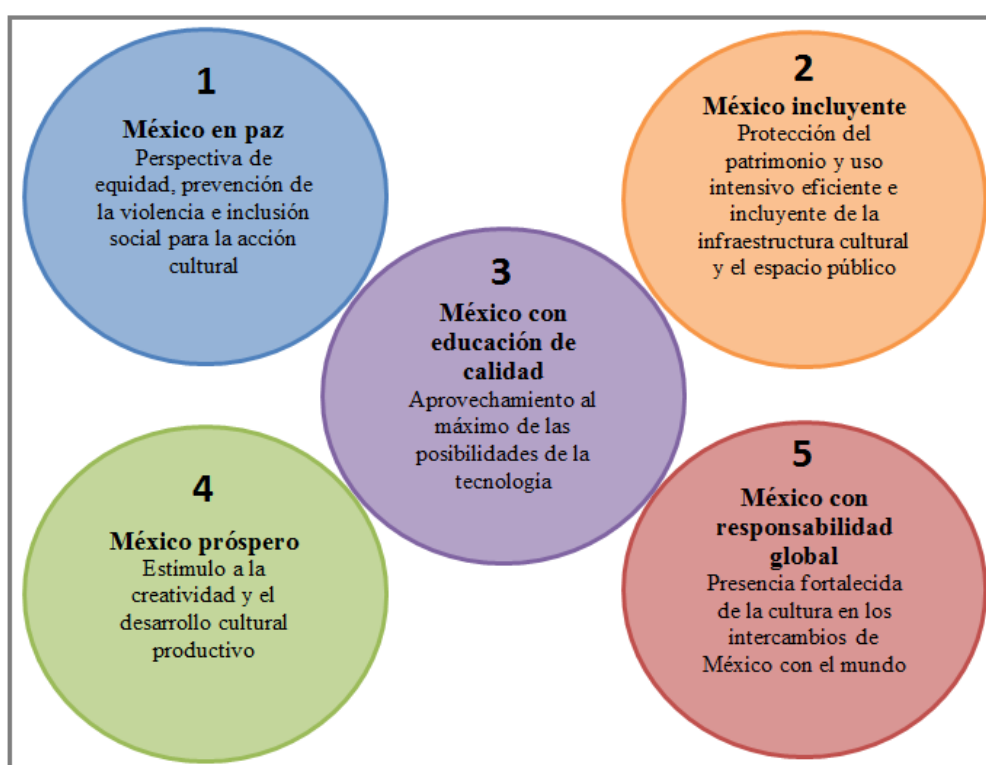 1
México en paz
Perspectiva de
equidad, prevención de
la violencia e inclusión
social para la acción
cultural
2
México incluyente
Protección del
patrimonio y uso
intensivo eficiente e
incluyente de la
infraestructura cultural
y el espacio público
3
México con
educación de
calidad
Aprovechamiento al
máximo de las
posibilidades de la
tecnología
4
México próspero
Estímulo a la
creatividad y el
desarrollo cultural
productivo
5
México con
responsabilidad
global
Presencia fortalecida
de la cultura en los
intercambios de
México con el mundo